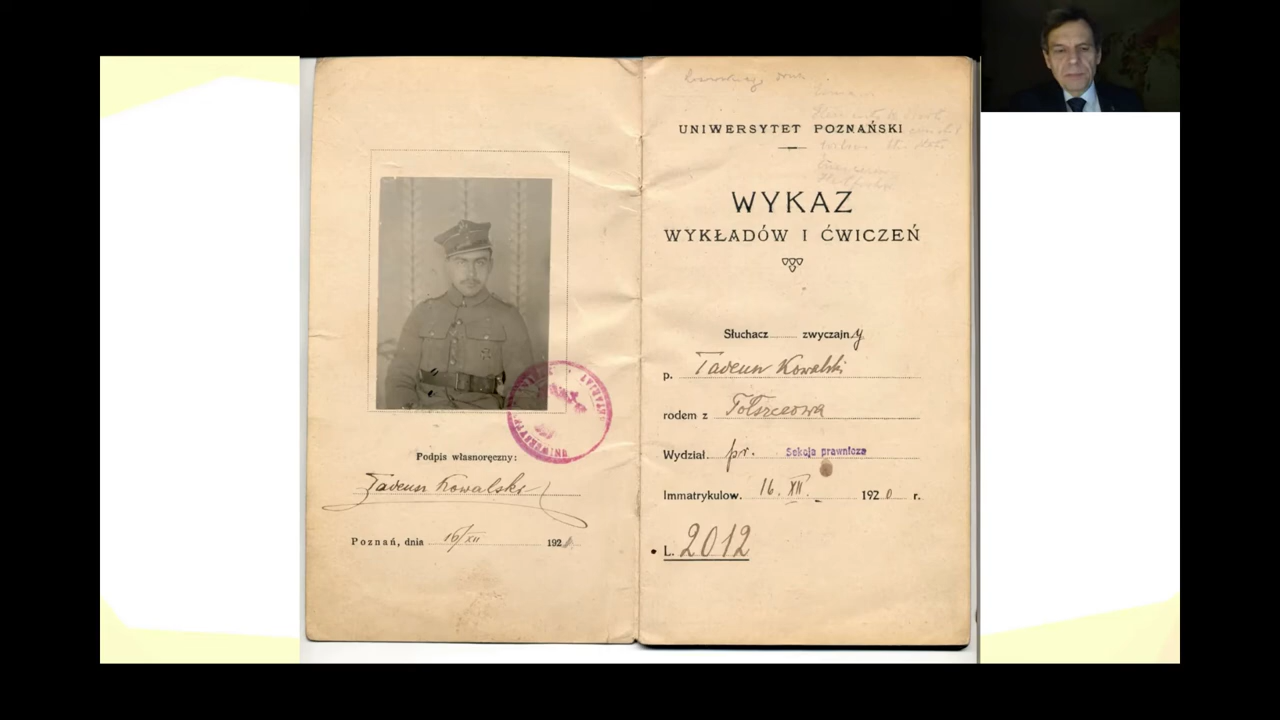 Podpis własnoręczny:
Tadeusz Kowalski
Poznań, dnia 16/XII 192
UNIWERSYTET POZNAŃSKI
WYKAZ
WYKŁADÓW I ĆWICZEŃ
Słuchacz zwyczajny
p. Tadeusz Kowalski
rodem z
Wydział. pr. Sekcja prawnicza
Immatrykulow. 16. XII. 1920 r.
L. 2012